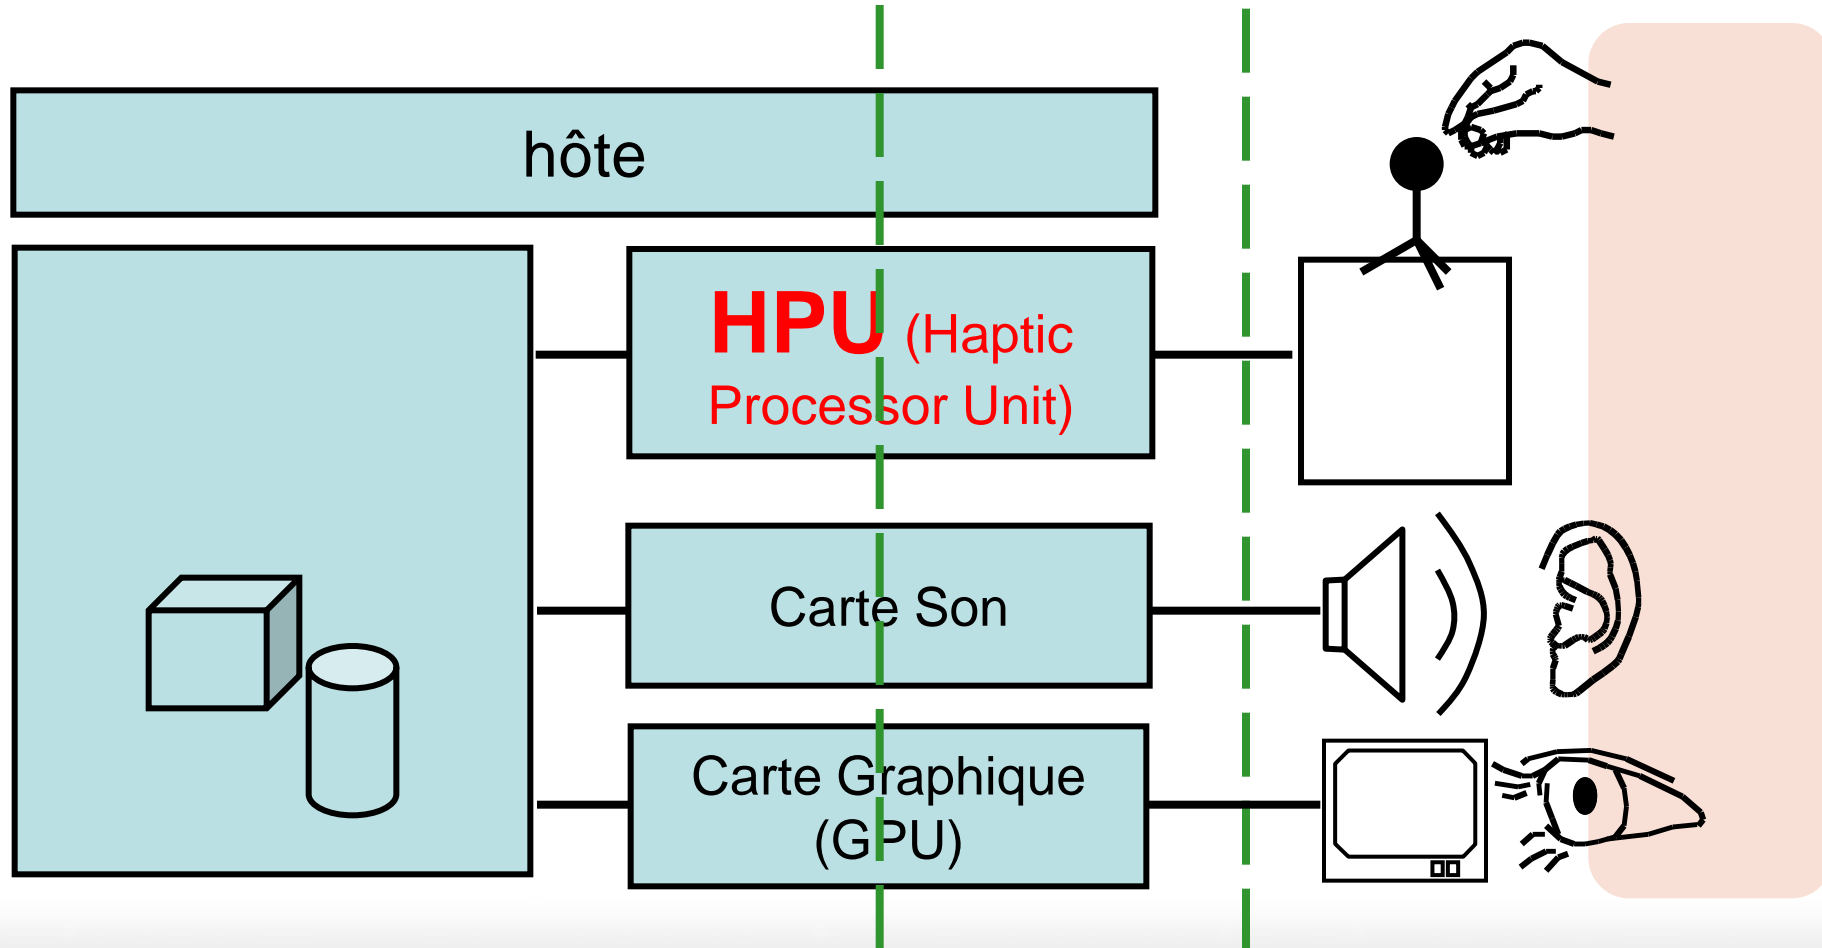 hôte
HPU (Haptic
Processor Unit)
Carte Son
Carte Graphique
(GPU)